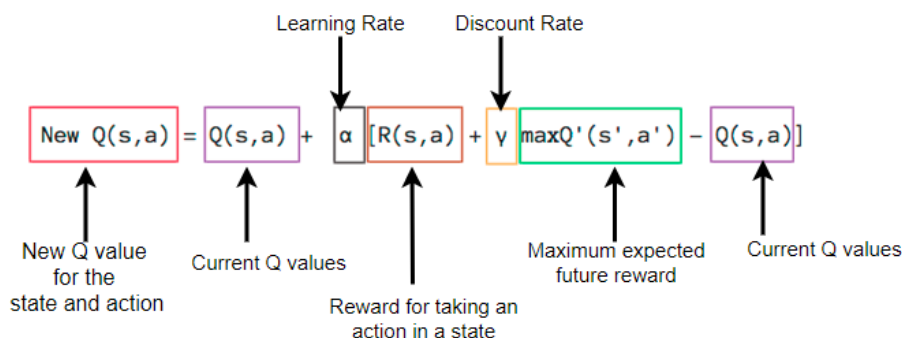 Learning Rate Discount Rate
New Q(s,a) = Q(s,a) + α [R(s,a) + γ maxQ'(s',a') - Q(s,a)]
New Q value
for the
state and action
Current Q values
Reward for taking an
action in a state
Maximum expected
future reward
Current Q values